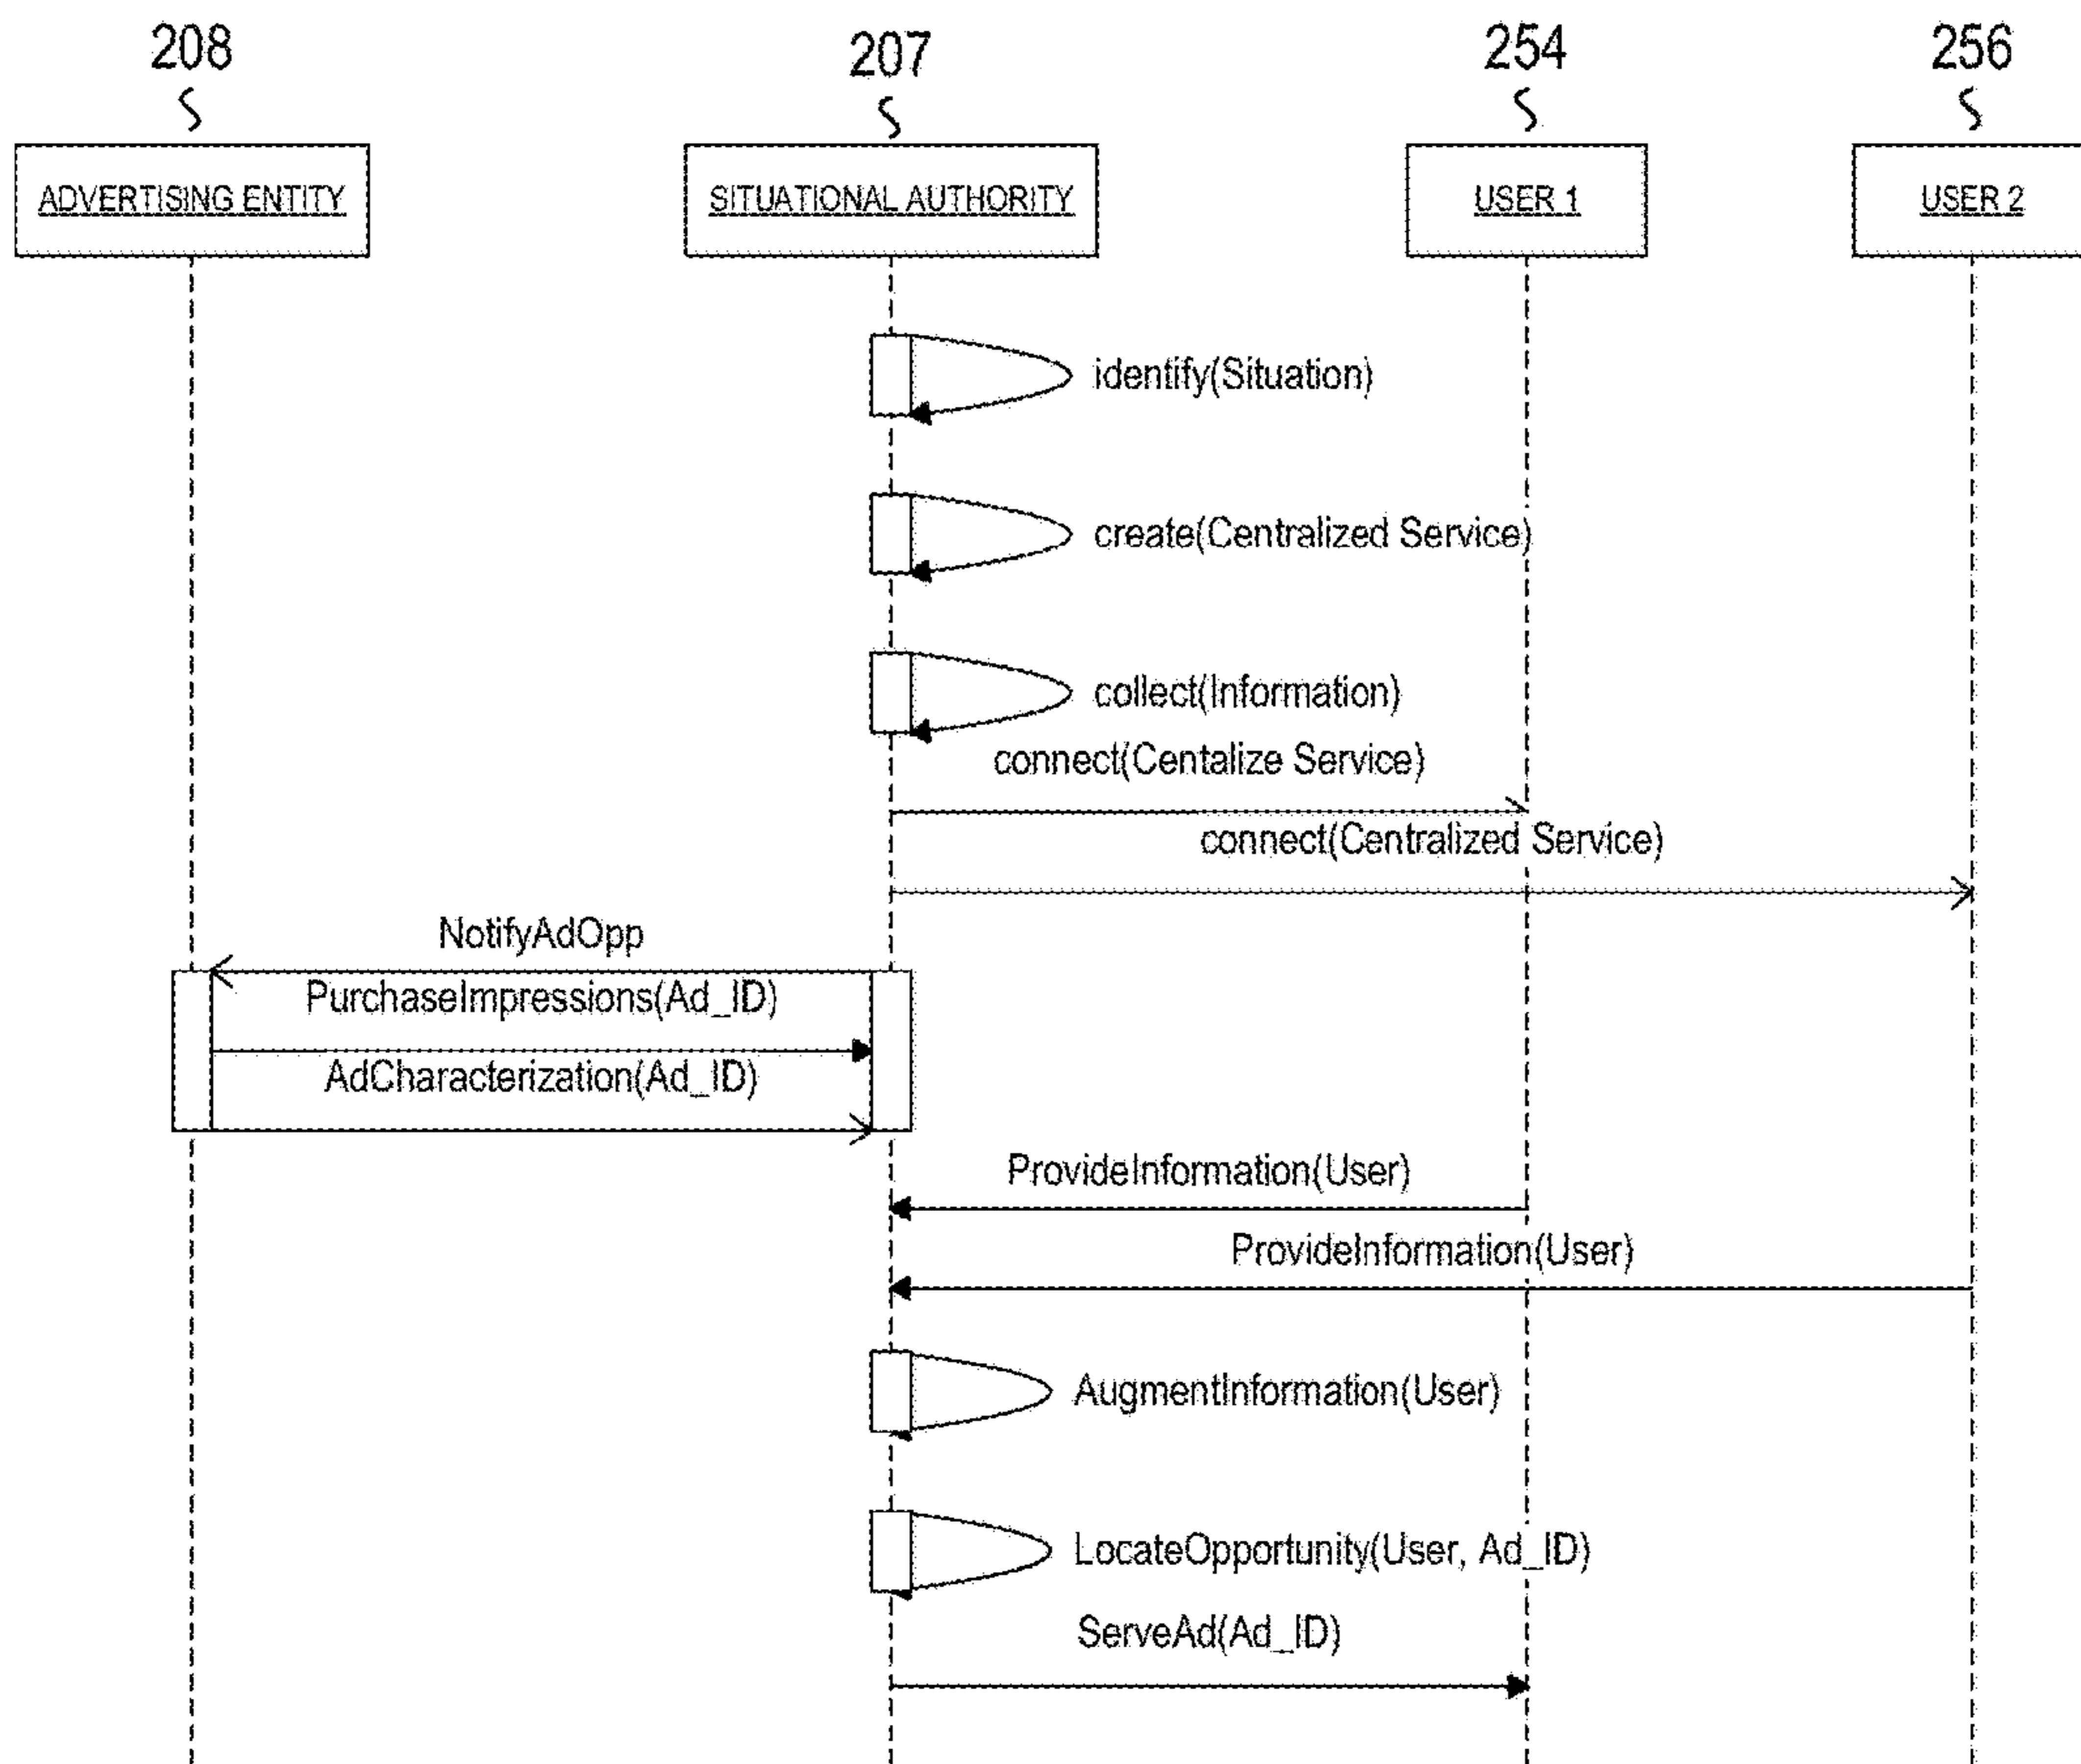 208
207
254
256
ADVERTISING ENTITY
SITUATIONAL AUTHORITY
USER 1
USER 2
identify(Situation)
create(Centralized Service)
collect(Information)
connect(Centalize Service)
connect(Centralized Service)
NotifyAdOpp
PurchaseImpressions(Ad_ID)
AdCharacterization(Ad_ID)
ProvideInformation(User)
ProvideInformation(User)
AugmentInformation(User)
LocateOpportunity(User, Ad_ID)
ServeAd(Ad_ID)